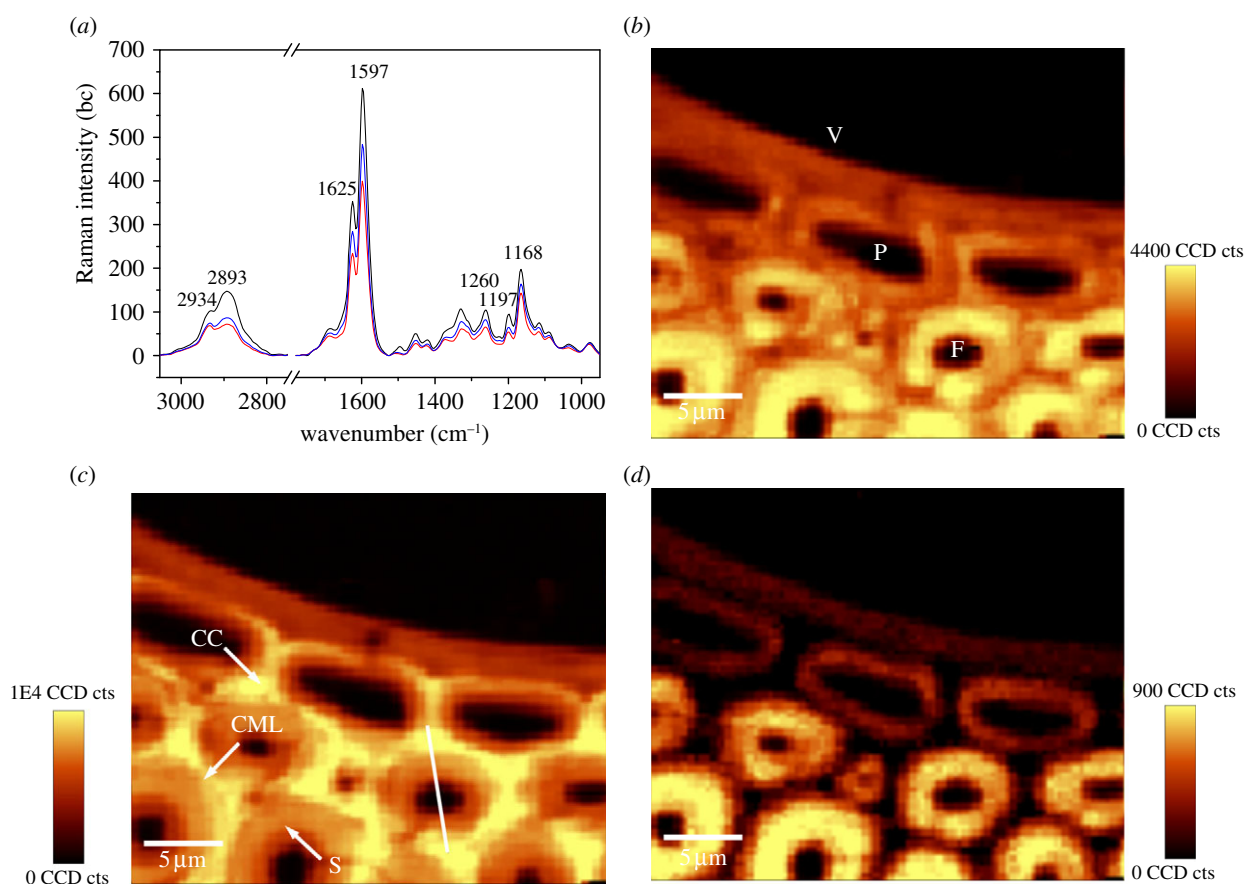 (a)
700
600
500
400
300
200
100
0
Raman intensity (bc)
1597
1625
2893
2934
1260
1197
1168
3000 2800 1600 1400 1200 1000
wavenumber (cm–1)
(b)
V
P
F
5 µm
4400 CCD cts
0 CCD cts
(c)
CC
CML
S
5 µm
1E4 CCD cts
0 CCD cts
(d)
5 µm
900 CCD cts
0 CCD cts